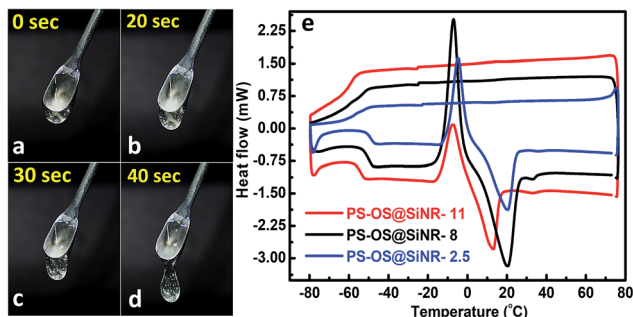 0 sec
20 sec
a
b
30 sec
40 sec
c
d
e
Heat flow (mW)
2.25
1.50
0.75
0.00
-0.75
-1.50
-2.25
-3.00
PS-OS@SiNR- 11
PS-OS@SiNR- 8
PS-OS@SiNR- 2.5
-80 -60 -40 -20 0 20 40 60 80
Temperature (°C)